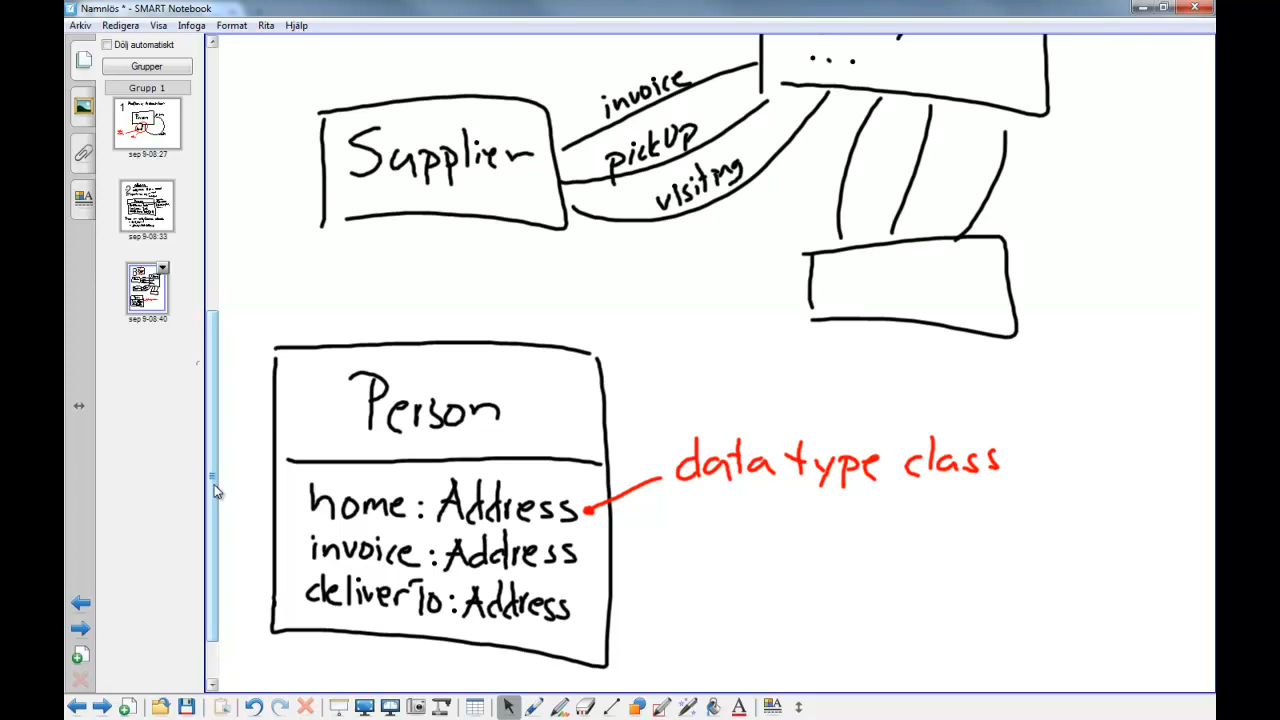 Namnlös * - SMART Notebook
Arkiv Redigera Visa Infoga Format Rita Hjälp
Dölj automatiskt
Grupper
Grupp 1
sep 9-08:27
sep 9-08:33
sep 9-08:40
...
invoice
pickUp
visiting
Supplier
Person
home: Address
invoice: Address
deliverTo: Address
data type class